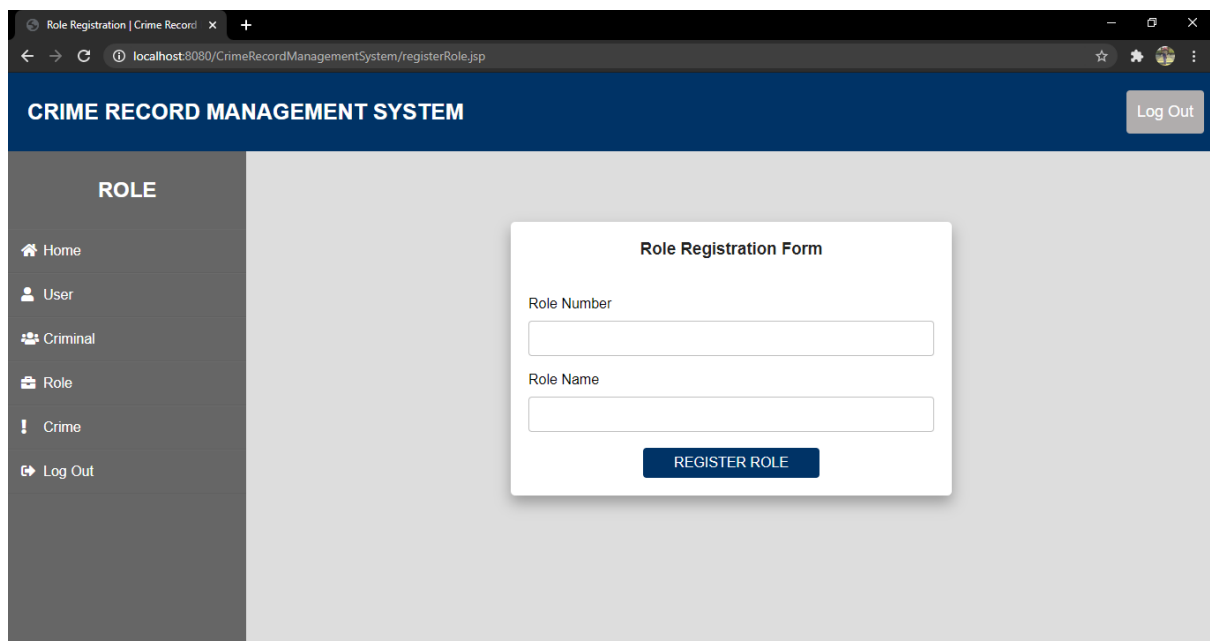 Role Registration | Crime Record
localhost:8080/CrimeRecordManagementSystem/registerRole.jsp
CRIME RECORD MANAGEMENT SYSTEM
Log Out
ROLE
Home
User
Criminal
Role
Crime
Log Out
Role Registration Form
Role Number
Role Name
REGISTER ROLE